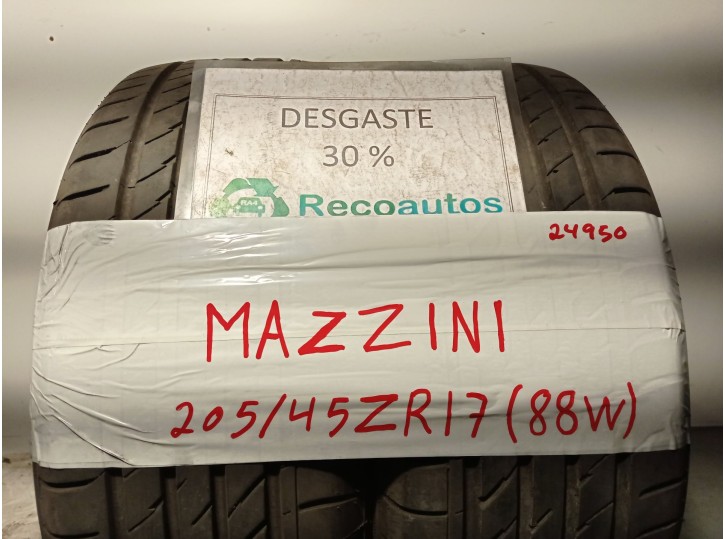 DESGASTE
30 %
Recoautos
24950
MAZZINI
205/45ZR17(88W)